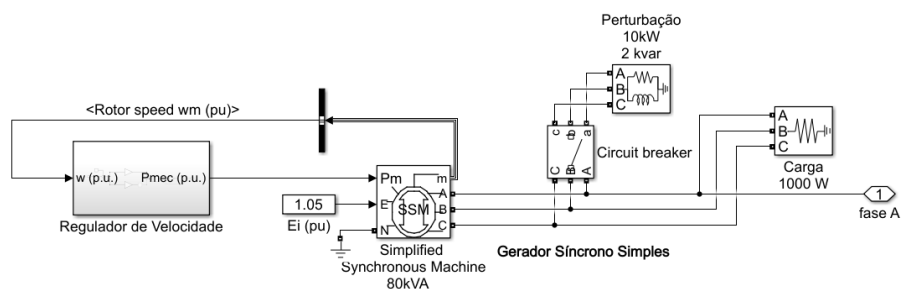 Perturbação
10kW
2 kvar
A
B
C
<Rotor speed wm (pu)>
c
b
a
Circuit breaker
C
B
A
A
B
C
Carga
1000 W
w (p.u.)
Pmec (p.u.)
Regulador de Velocidade
1.05
Ei (pu)
Pm
m
E
SSM
N
A
B
C
Simplified
Synchronous Machine
80kVA
Gerador Síncrono Simples
1
fase A